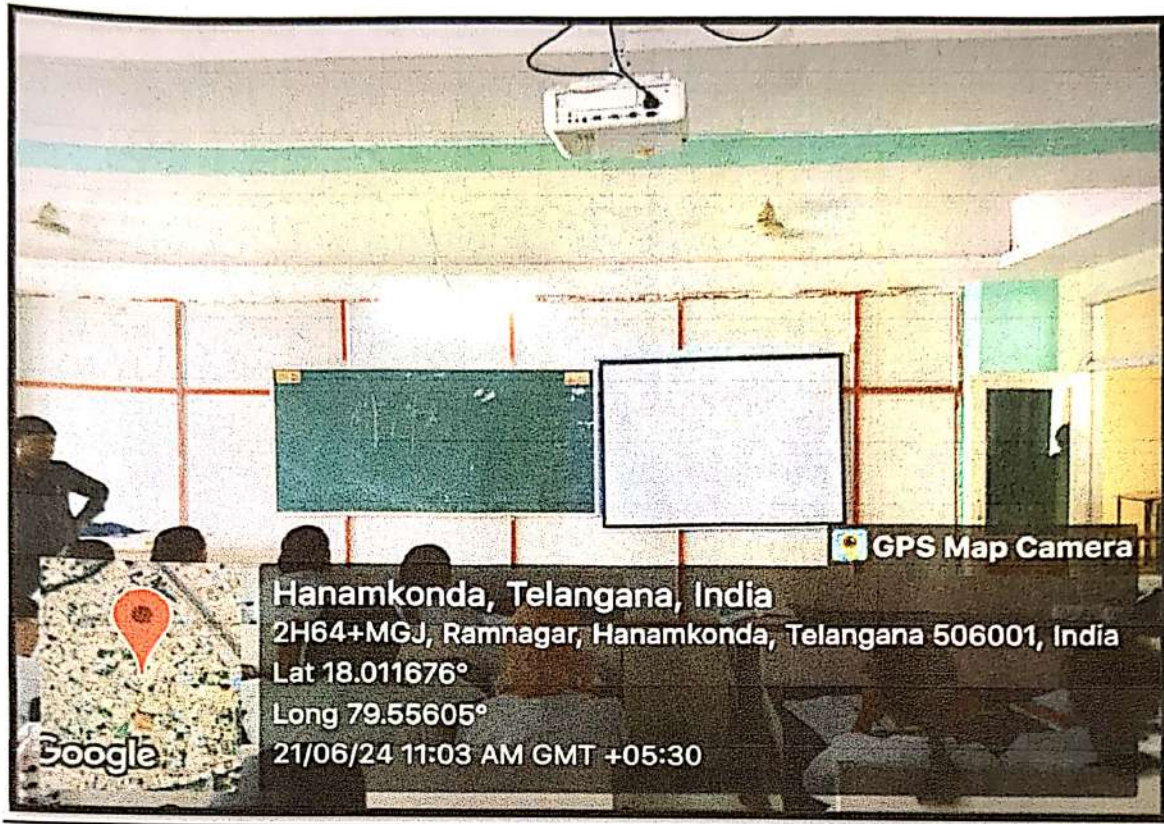 GPS Map Camera
Hanamkonda, Telangana, India
2H64+MGJ, Ramnagar, Hanamkonda, Telangana 506001, India
Lat 18.011676°
Long 79.55605°
21/06/24 11:03 AM GMT +05:30
Google